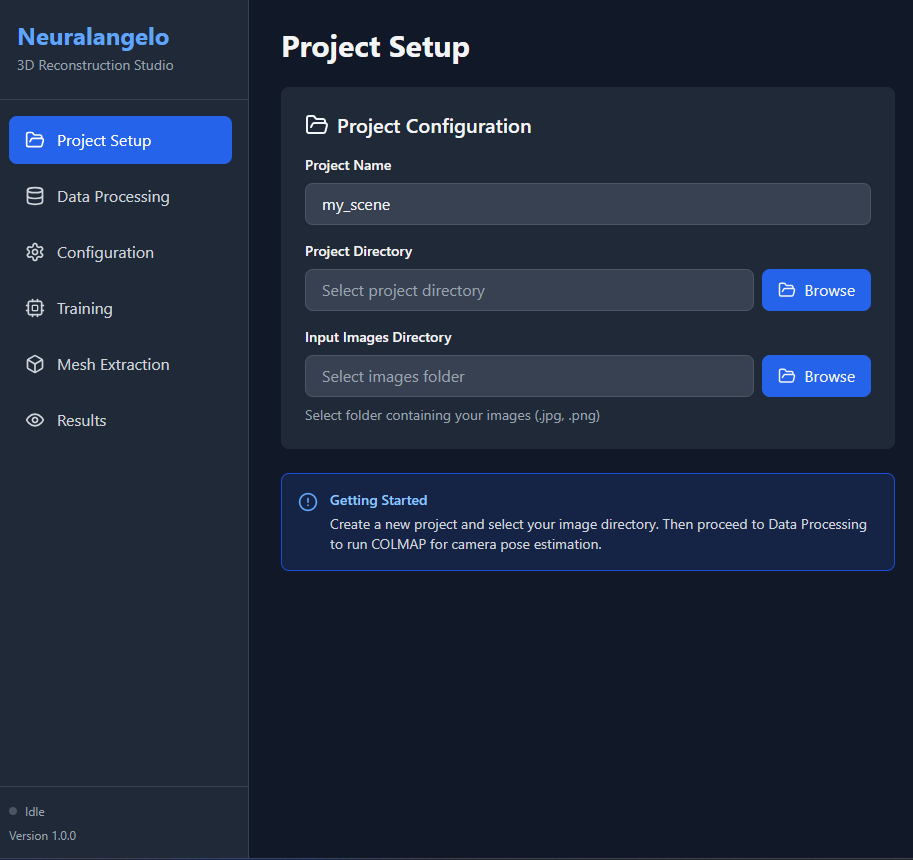 Neuralangelo
3D Reconstruction Studio
Project Setup
Data Processing
Configuration
Training
Mesh Extraction
Results
Idle
Version 1.0.0
Project Setup
Project Configuration
Project Name
my_scene
Project Directory
Select project directory
Browse
Input Images Directory
Select images folder
Browse
Select folder containing your images (.jpg, .png)
Getting Started
Create a new project and select your image directory. Then proceed to Data Processing
to run COLMAP for camera pose estimation.